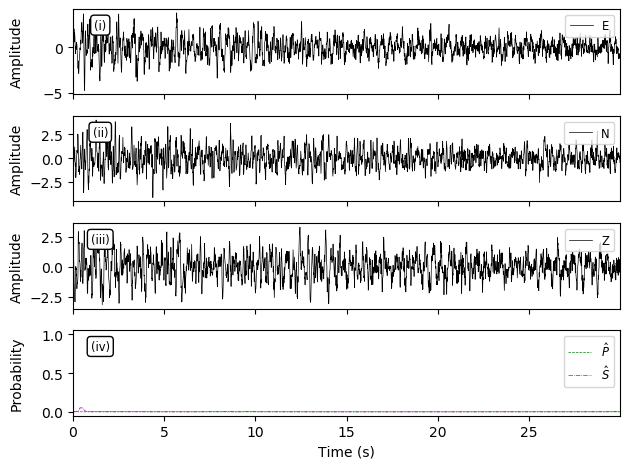 (i)
E
Amplitude
0
−5
(ii)
N
Amplitude
2.5
0.0
−2.5
(iii)
Z
Amplitude
2.5
0.0
−2.5
(iv)
P̂
Ŝ
Probability
1.0
0.5
0.0
0 5 10 15 20 25
Time (s)